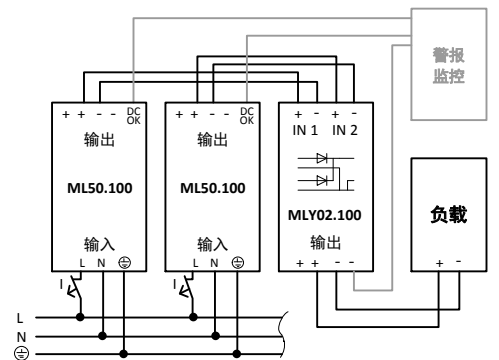 警报
监控
+ + - - DC OK
输出
ML50.100
输入
L N ⏚
I
+ + - - DC OK
输出
ML50.100
输入
L N ⏚
I
+ - + -
IN 1 IN 2
MLY02.100
输出
+ + - -
负载
+ -
L
N
⏚